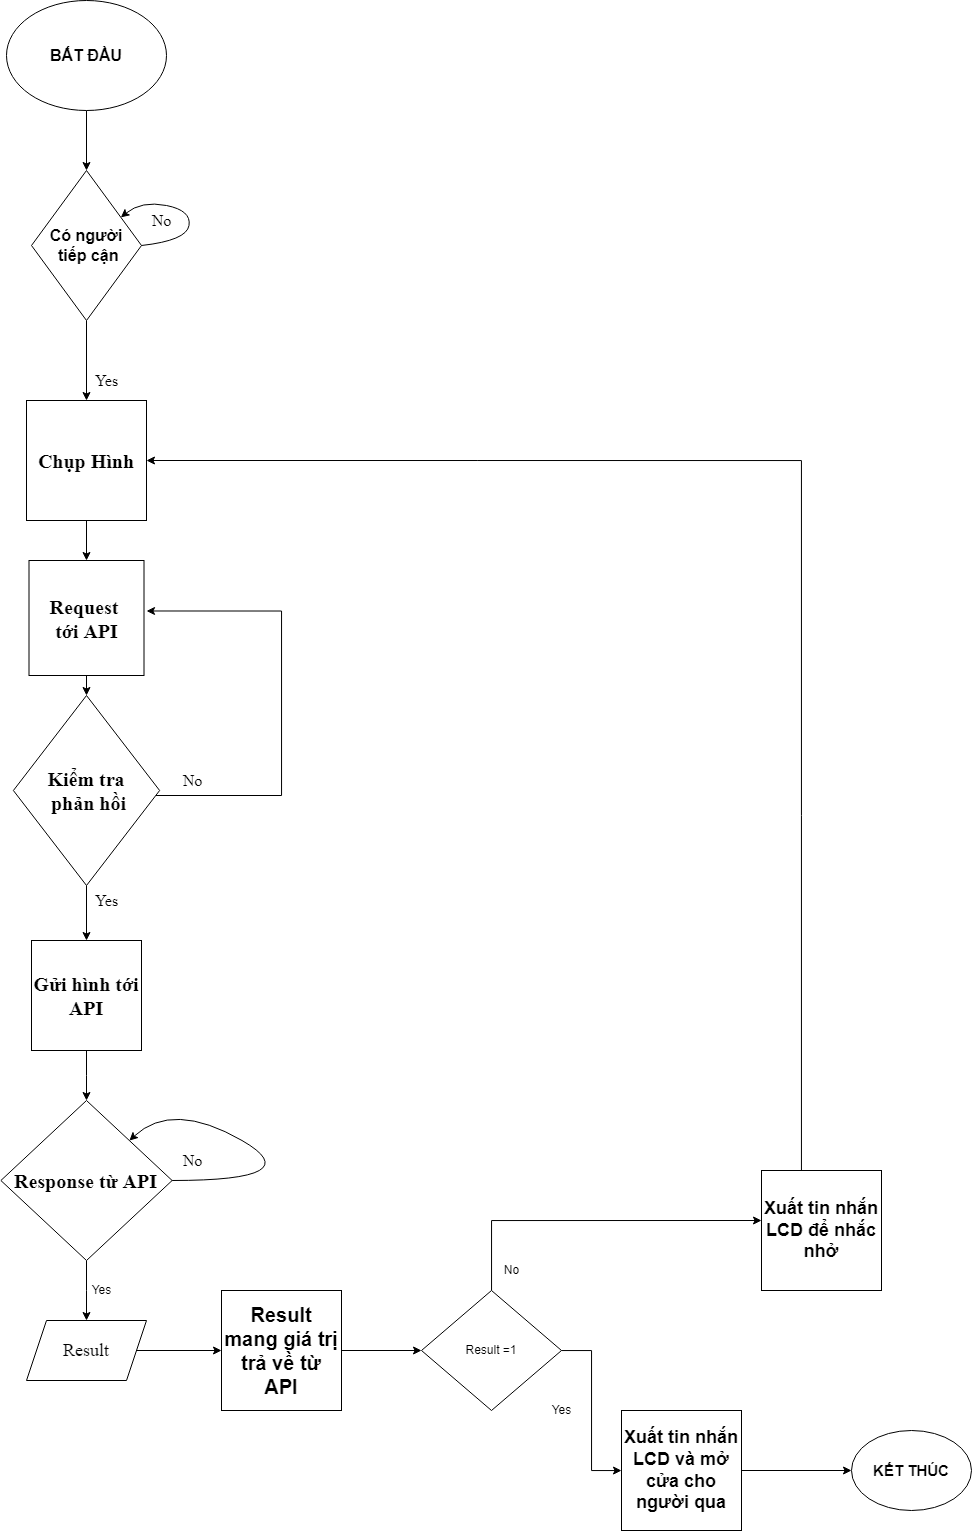 BẮT ĐẦU
Có người
tiếp cận
No
Yes
Chụp Hình
Request
tới API
Kiểm tra
phản hồi
No
Yes
Gửi hình tới
API
Response từ API
No
Yes
Result
Result
mang giá trị
trả về từ
API
Result =1
No
Xuất tin nhắn
LCD để nhắc
nhở
Yes
Xuất tin nhắn
LCD và mở
cửa cho
người qua
KẾT THÚC